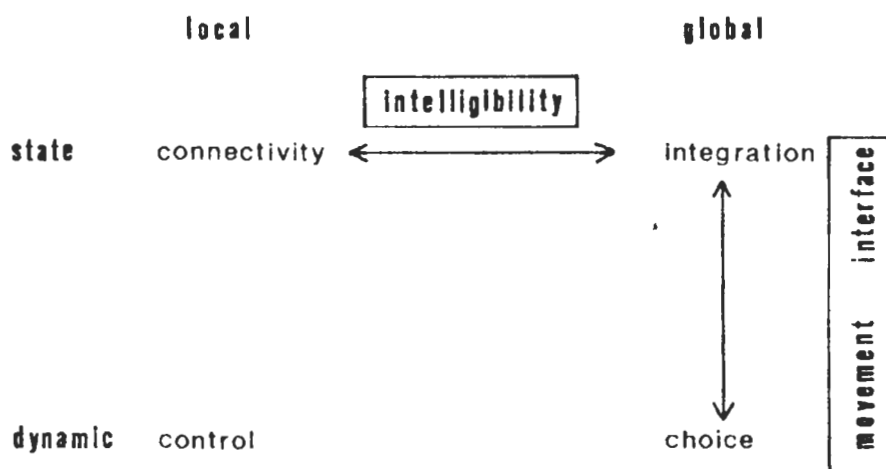 local global
intelligibility
state connectivity integration
movement interface
dynamic control choice